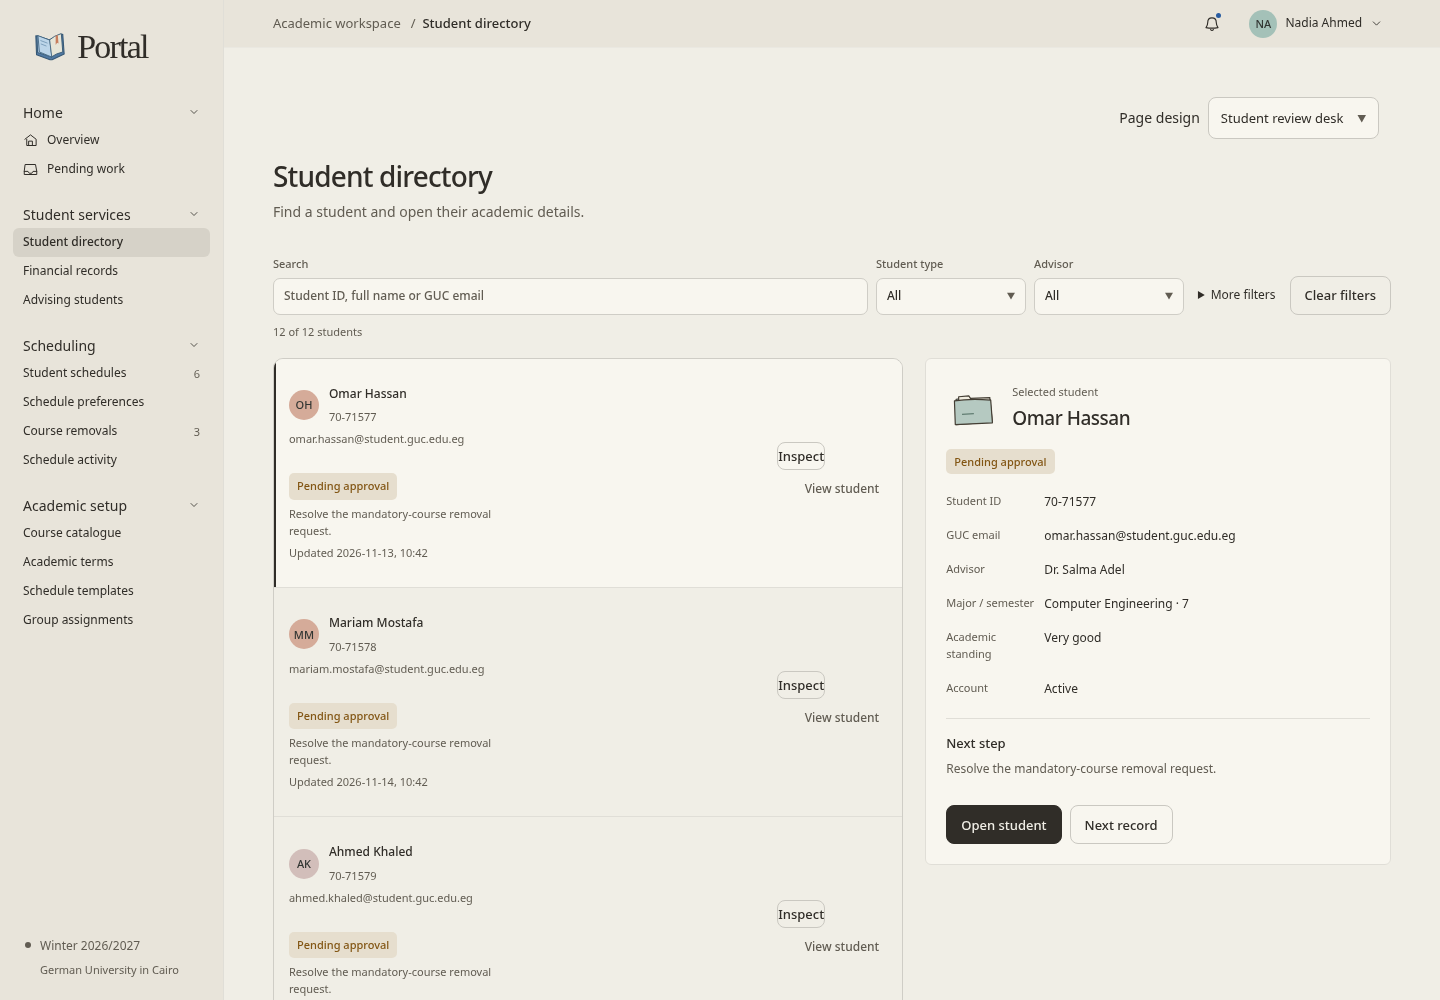 Portal
Home
Overview
Pending work
Student services
Student directory
Financial records
Advising students
Scheduling
Student schedules 6
Schedule preferences
Course removals 3
Schedule activity
Academic setup
Course catalogue
Academic terms
Schedule templates
Group assignments
Winter 2026/2027
German University in Cairo
Academic workspace / Student directory
NA Nadia Ahmed
Page design Student review desk
Student directory
Find a student and open their academic details.
Search
Student ID, full name or GUC email
Student type
All
Advisor
All
More filters
Clear filters
12 of 12 students
OH
Omar Hassan
70-71577
omar.hassan@student.guc.edu.eg
Pending approval
Resolve the mandatory-course removal
request.
Updated 2026-11-13, 10:42
Inspect
View student
MM
Mariam Mostafa
70-71578
mariam.mostafa@student.guc.edu.eg
Pending approval
Resolve the mandatory-course removal
request.
Updated 2026-11-14, 10:42
Inspect
View student
AK
Ahmed Khaled
70-71579
ahmed.khaled@student.guc.edu.eg
Pending approval
Resolve the mandatory-course removal
request.
Inspect
View student
Selected student
Omar Hassan
Pending approval
Student ID 70-71577
GUC email omar.hassan@student.guc.edu.eg
Advisor Dr. Salma Adel
Major / semester Computer Engineering · 7
Academic standing Very good
Account Active
Next step
Resolve the mandatory-course removal request.
Open student
Next record